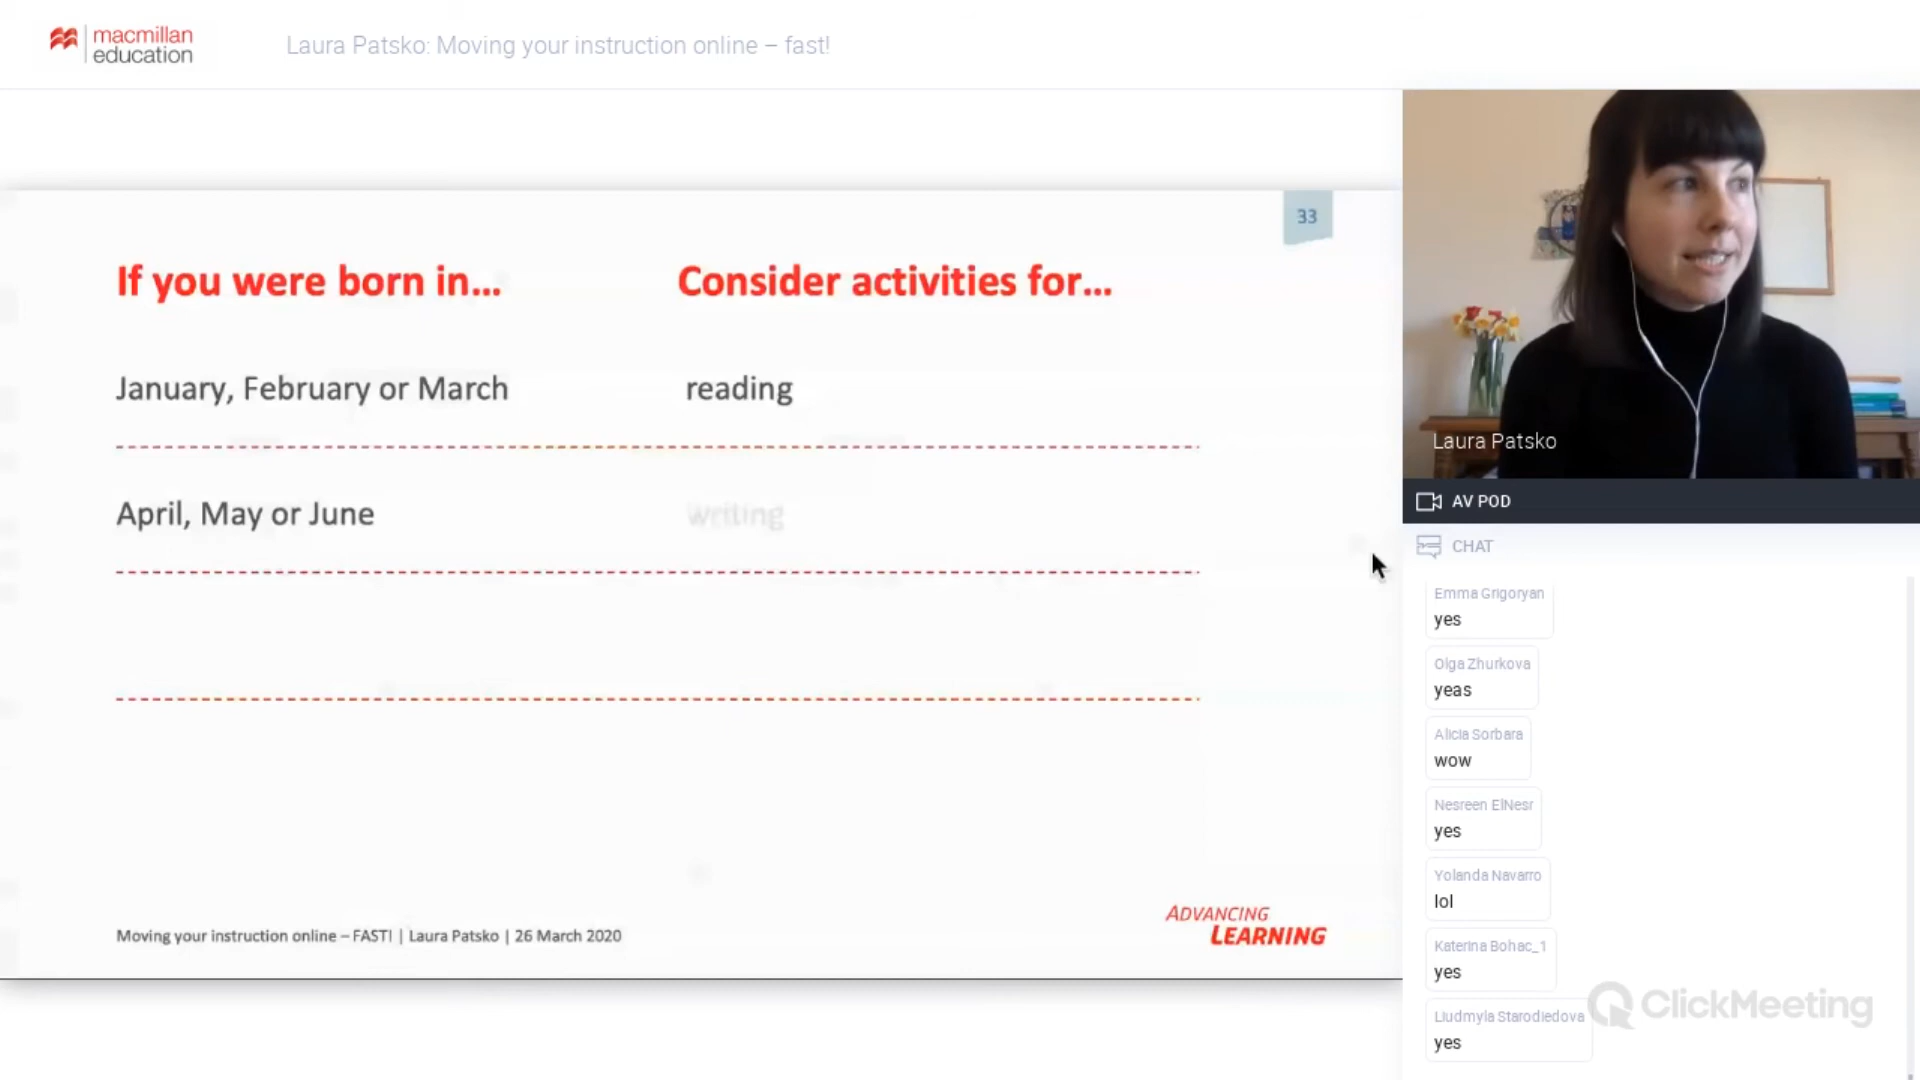 macmillan
education
Laura Patsko: Moving your instruction online – fast!
33
If you were born in...
Consider activities for...
January, February or March
reading
April, May or June
writing
Moving your instruction online – FAST! | Laura Patsko | 26 March 2020
ADVANCING
LEARNING
Laura Patsko
AV POD
CHAT
Emma Grigoryan
yes
Olga Zhurkova
yeas
Alicia Sorbara
wow
Nesreen ElNesr
yes
Yolanda Navarro
lol
Katerina Bohac_1
yes
Liudmyla Starodiedova
yes
ClickMeeting